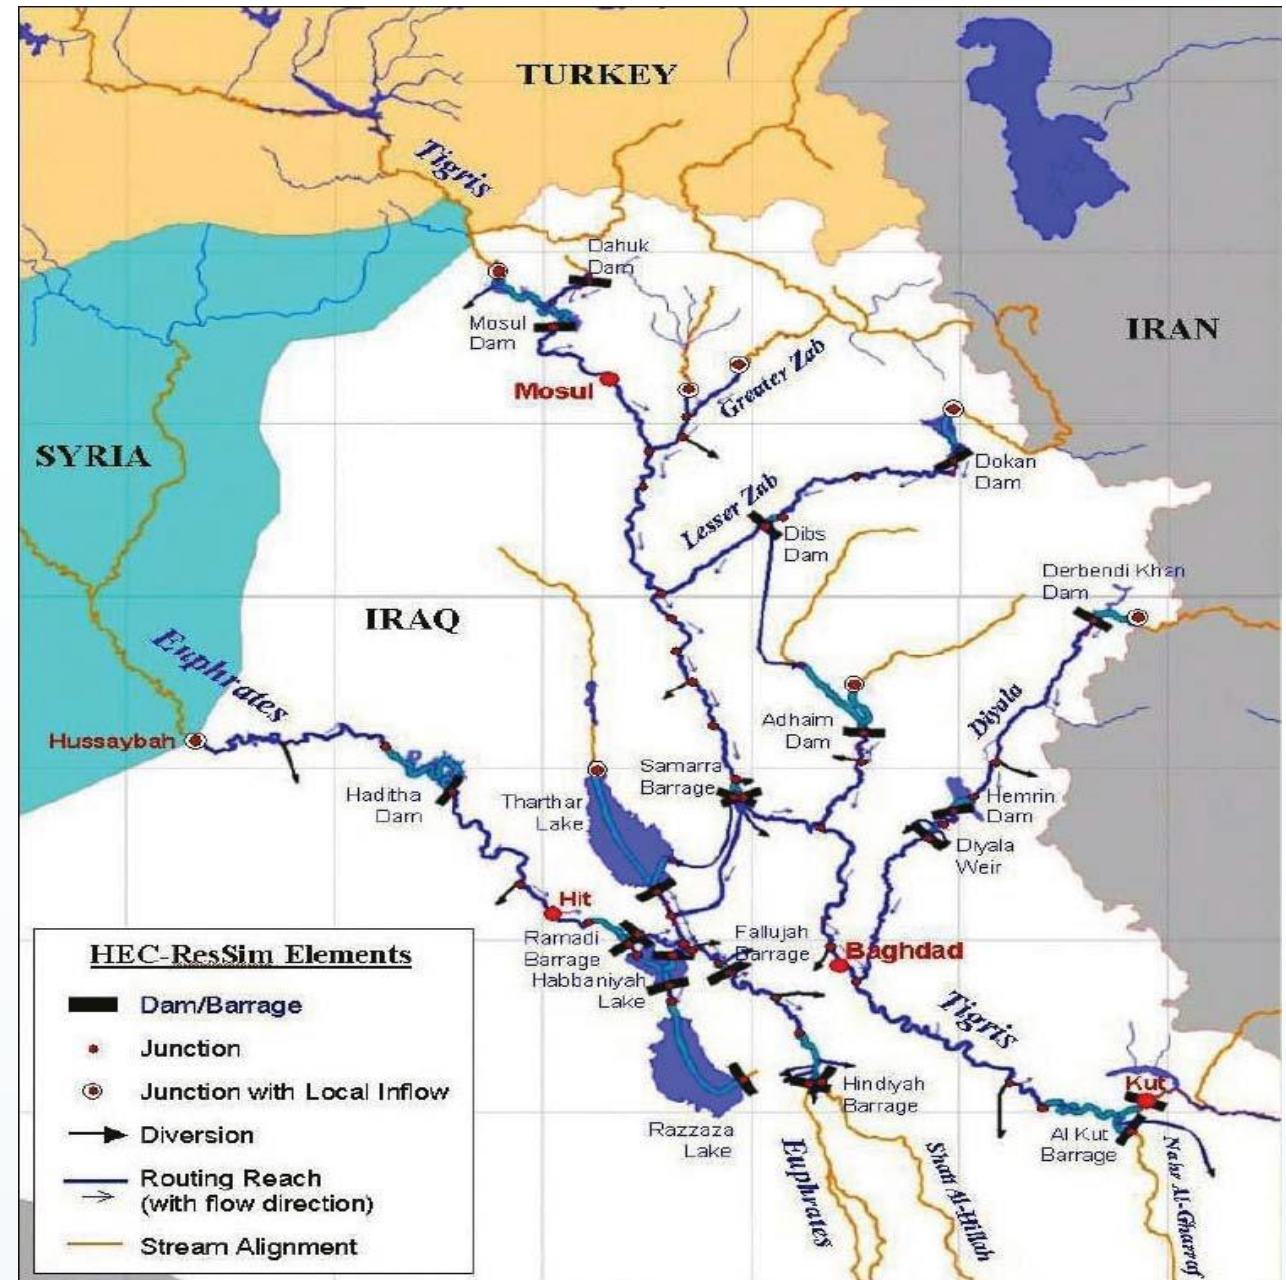 TURKEY
Tigris
Dahuk
Dam
Mosul
Dam
IRAN
Mosul
Greater Zab
SYRIA
Dokan
Dam
Lesser Zab
Dibs
Dam
Derbendi Khan
Dam
IRAQ
Euphrates
Diyala
Hussaybah
Adhaim
Dam
Samarra
Barrage
Haditha
Dam
Tharthar
Lake
Hemrin
Dam
Diyala
Weir
Hit
Ramadi
Barrage
Fallujah
Barrage
Baghdad
Habbaniyah
Lake
Tigris
Hindiyah
Barrage
Kut
Razzaza
Lake
Al Kut
Barrage
Euphrates
Shatt Al-Hillah
Nahr Al-Gharraf
HEC-ResSim Elements
Dam/Barrage
Junction
Junction with Local Inflow
Diversion
Routing Reach
(with flow direction)
Stream Alignment